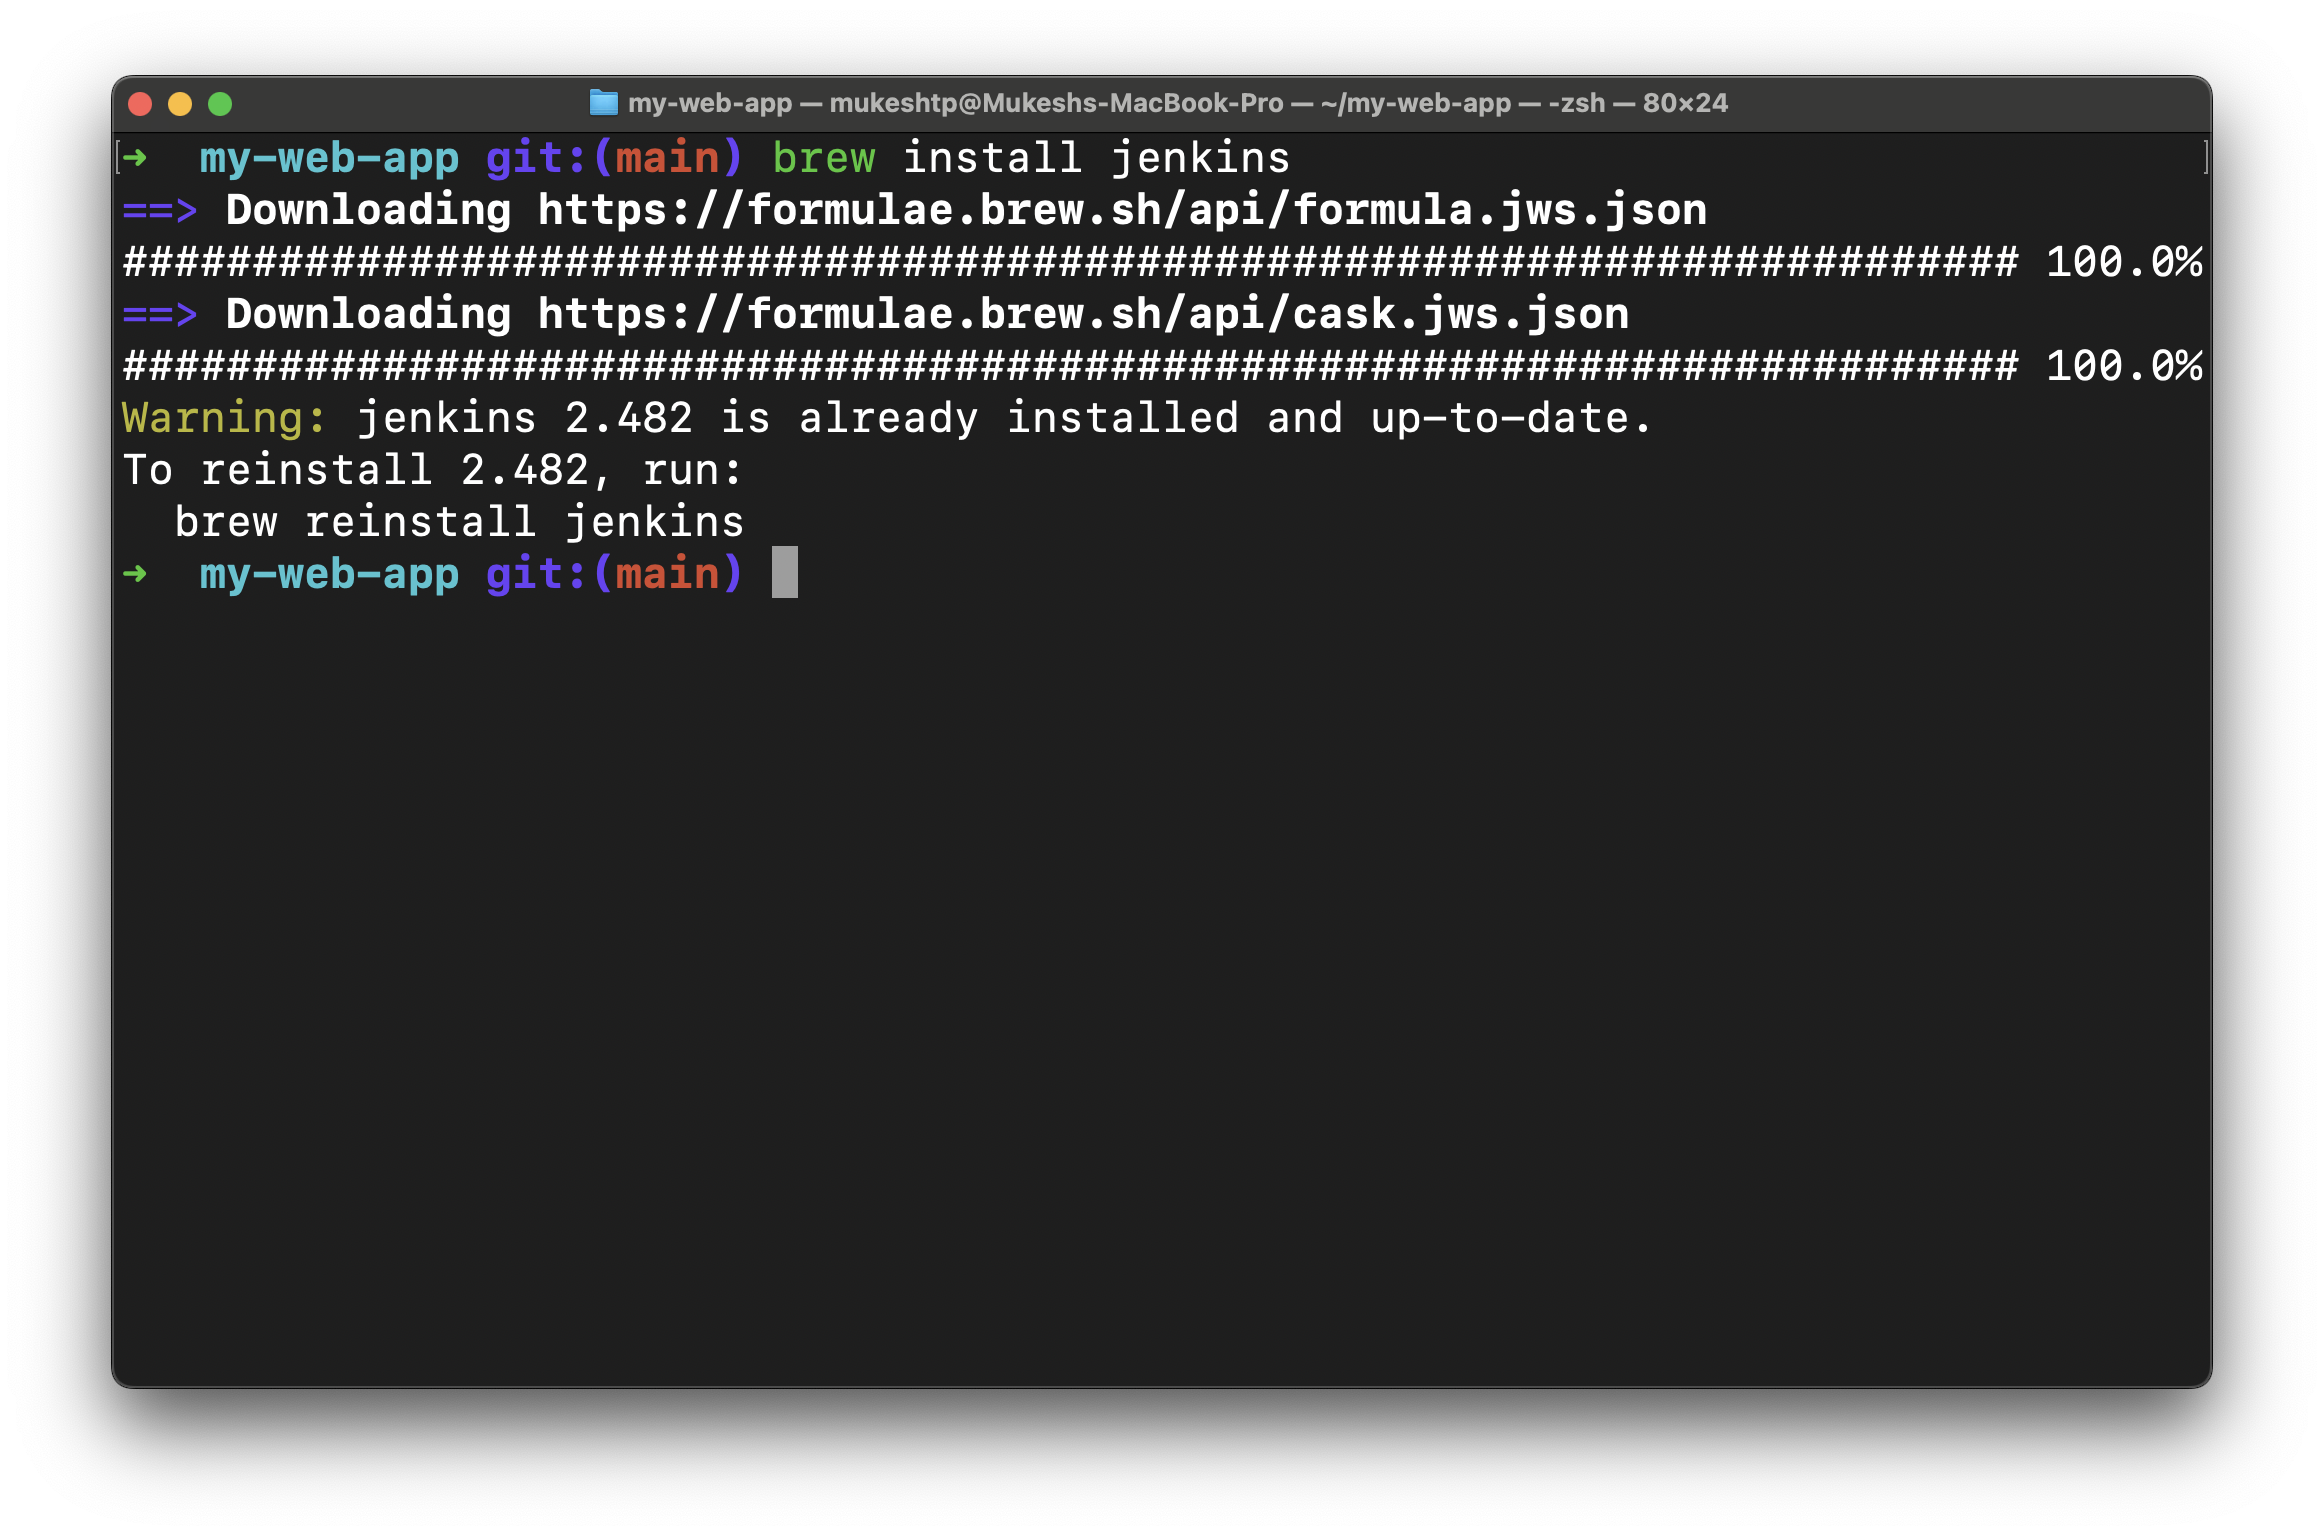 my-web-app — mukeshtp@Mukeshs-MacBook-Pro — ~/my-web-app — -zsh — 80×24
[➜  my-web-app git:(main) brew install jenkins ]
==> Downloading https://formulae.brew.sh/api/formula.jws.json
######################################################################### 100.0%
==> Downloading https://formulae.brew.sh/api/cask.jws.json
######################################################################### 100.0%
Warning: jenkins 2.482 is already installed and up-to-date.
To reinstall 2.482, run:
  brew reinstall jenkins
➜  my-web-app git:(main)